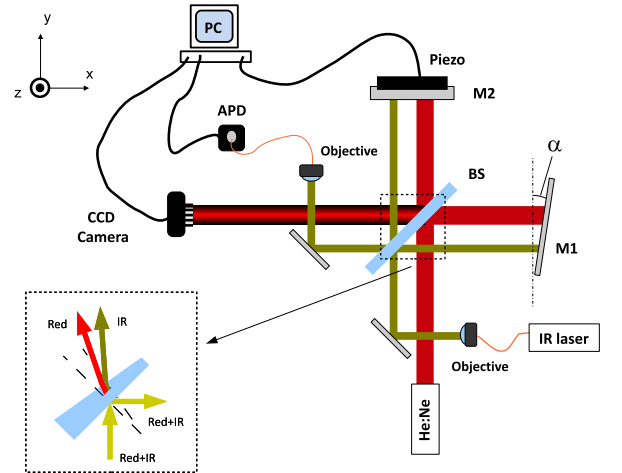 y
PC
z
x
Piezo
M2
APD
Objective
BS
α
CCD
Camera
M1
Red
IR
Red+IR
Red+IR
Objective
IR laser
He:Ne